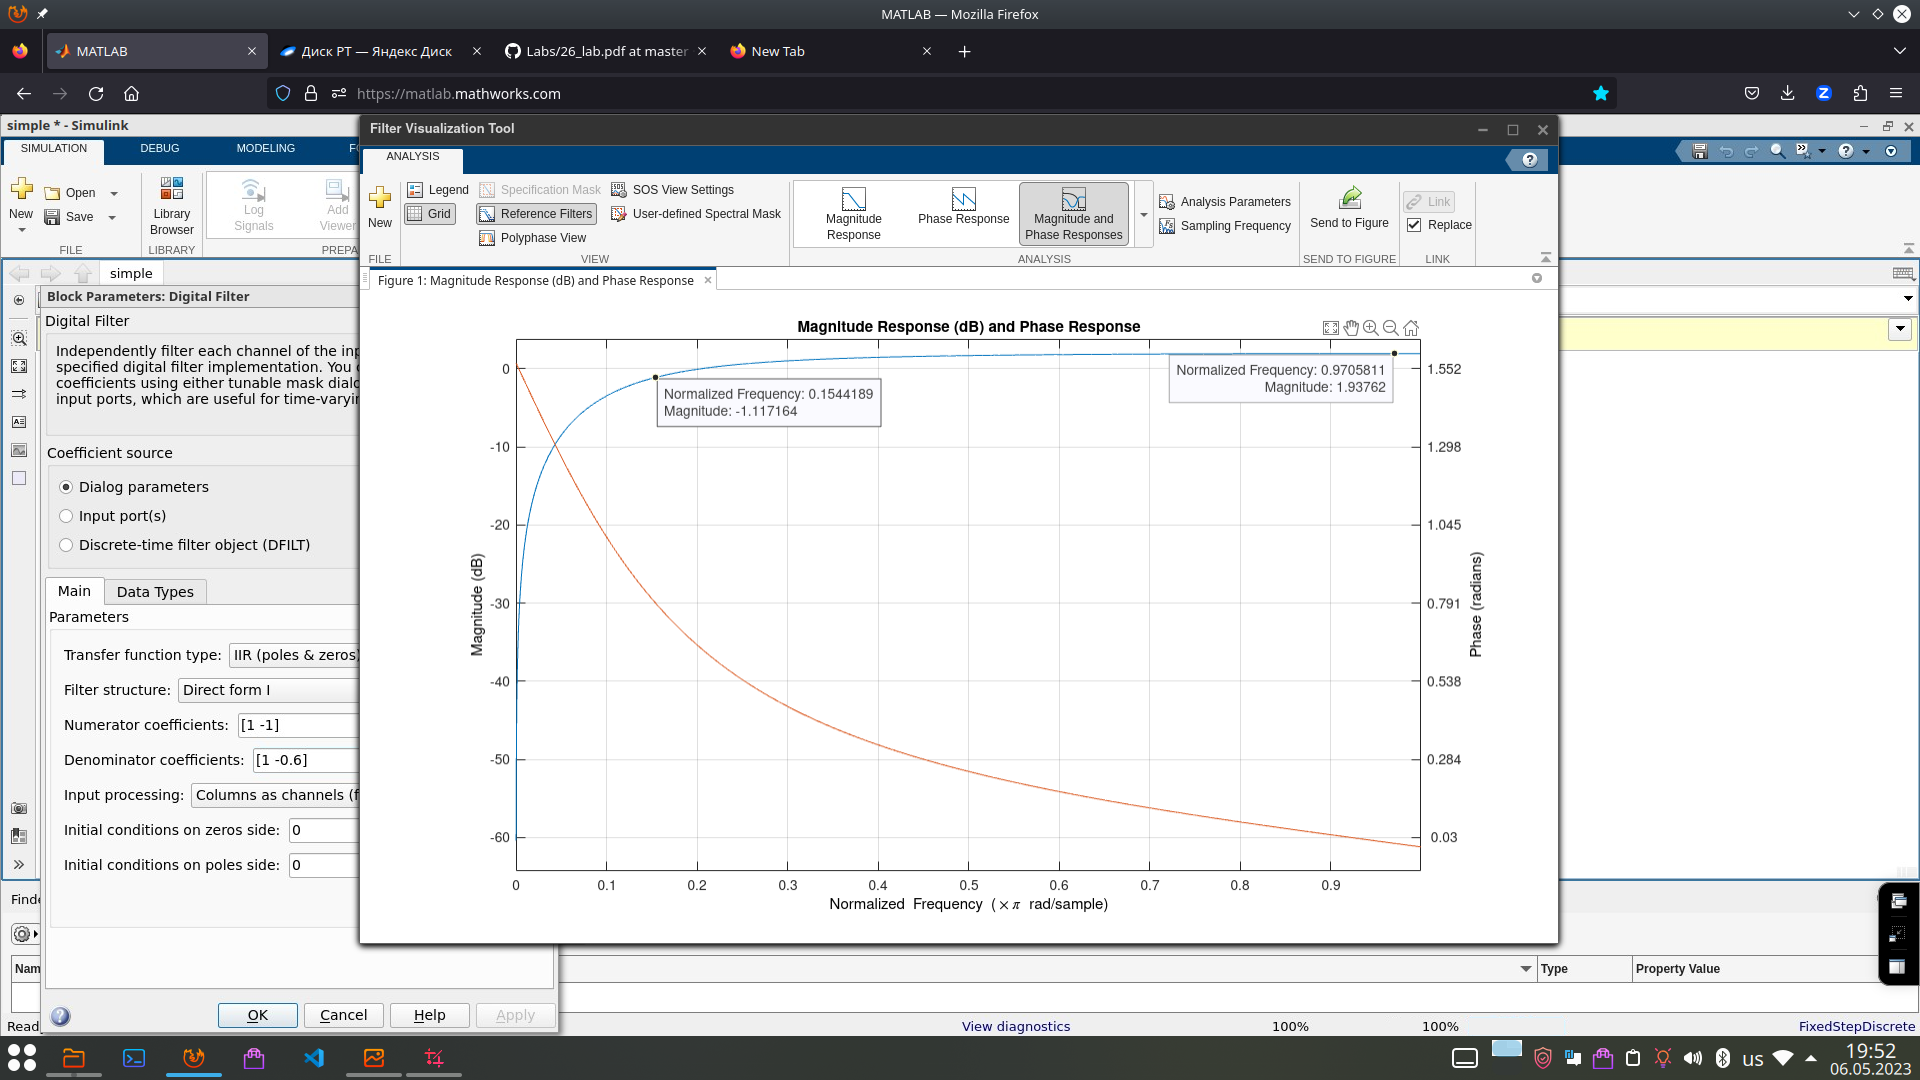 MATLAB — Mozilla Firefox
MATLAB
Диск РТ — Яндекс Диск
Labs/26_lab.pdf at master
New Tab
https://matlab.mathworks.com
simple * - Simulink
SIMULATION
DEBUG
MODELING
New
Open
Save
FILE
Library
Browser
LIBRARY
Log
Signals
Add
Viewer
PREPA
simple
Block Parameters: Digital Filter
Digital Filter
Independently filter each channel of the inp
specified digital filter implementation. You
coefficients using either tunable mask dialo
input ports, which are useful for time-varyin
Coefficient source
Dialog parameters
Input port(s)
Discrete-time filter object (DFILT)
Main
Data Types
Parameters
Transfer function type: IIR (poles & zeros)
Filter structure: Direct form I
Numerator coefficients: [1 -1]
Denominator coefficients: [1 -0.6]
Input processing: Columns as channels (f
Initial conditions on zeros side: 0
Initial conditions on poles side: 0
OK
Cancel
Help
Apply
Filter Visualization Tool
ANALYSIS
New
FILE
Legend
Grid
Specification Mask
Reference Filters
Polyphase View
SOS View Settings
User-defined Spectral Mask
VIEW
Magnitude
Response
Phase Response
Magnitude and
Phase Responses
Analysis Parameters
Sampling Frequency
ANALYSIS
Send to Figure
SEND TO FIGURE
Link
Replace
LINK
Figure 1: Magnitude Response (dB) and Phase Response
Magnitude Response (dB) and Phase Response
Normalized Frequency: 0.1544189
Magnitude: -1.117164
Normalized Frequency: 0.9705811
Magnitude: 1.93762
Magnitude (dB)
0
-10
-20
-30
-40
-50
-60
Phase (radians)
1.552
1.298
1.045
0.791
0.538
0.284
0.03
0 0.1 0.2 0.3 0.4 0.5 0.6 0.7 0.8 0.9
Normalized Frequency (×π rad/sample)
Finde
Nam
Type
Property Value
Read
View diagnostics
100%
100%
FixedStepDiscrete
us
19:52
06.05.2023